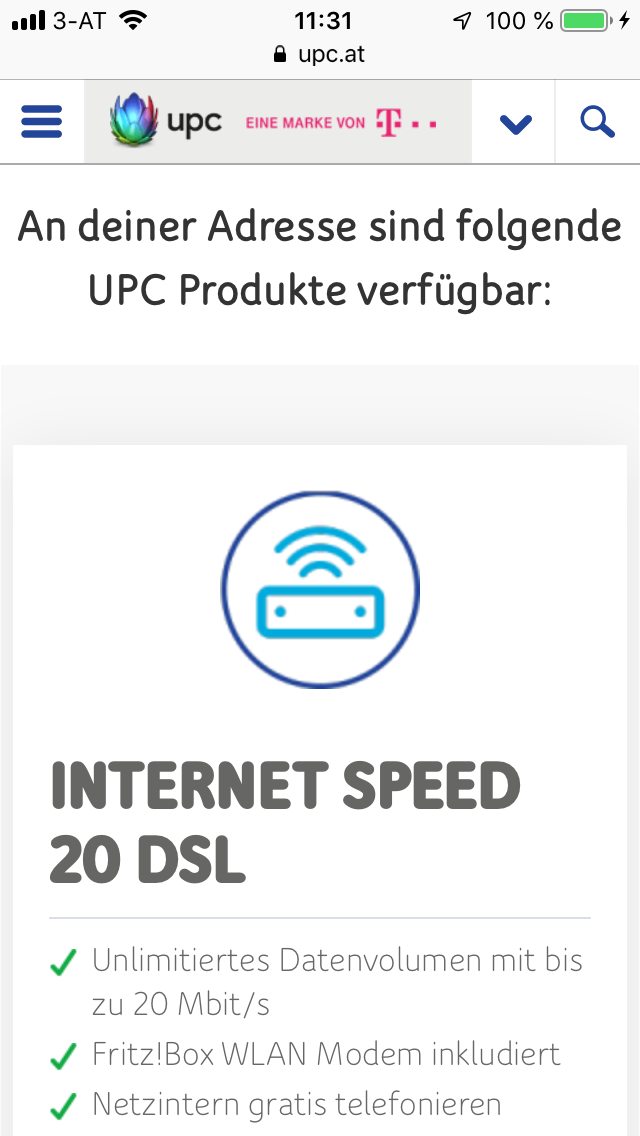 3-AT 11:31 100 %
upc.at
upc EINE MARKE VON T
An deiner Adresse sind folgende
UPC Produkte verfügbar:
INTERNET SPEED
20 DSL
Unlimitiertes Datenvolumen mit bis
zu 20 Mbit/s
Fritz!Box WLAN Modem inkludiert
Netzintern gratis telefonieren